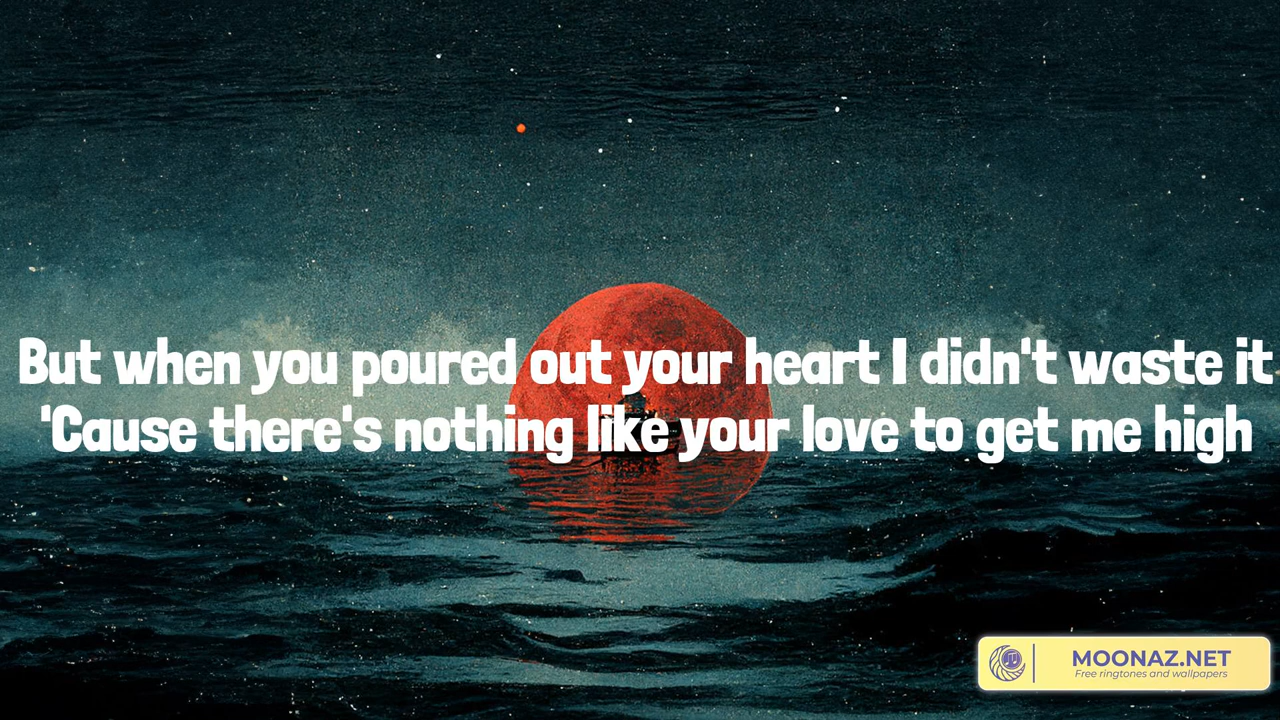 But when you poured out your heart I didn't waste it
'Cause there's nothing like your love to get me high
MOONAZ.NET
Free ringtones and wallpapers